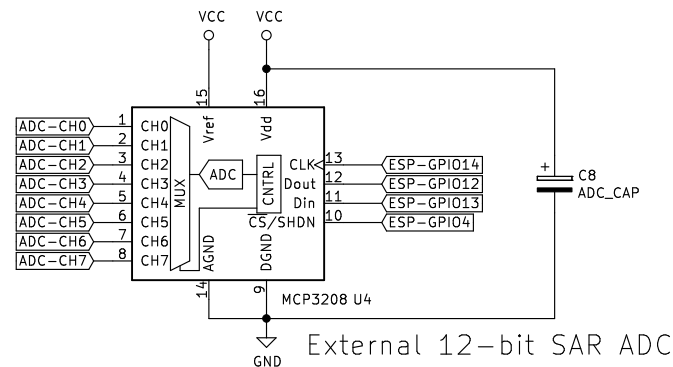 VCC
VCC
15
16
Vref
Vdd
ADC-CH0 1 CH0
ADC-CH1 2 CH1
ADC-CH2 3 CH2
ADC-CH3 4 CH3
ADC-CH4 5 CH4
ADC-CH5 6 CH5
ADC-CH6 7 CH6
ADC-CH7 8 CH7
MUX
ADC
CNTRL
CLK 13 ESP-GPIO14
Dout 12 ESP-GPIO12
Din 11 ESP-GPIO13
CS/SHDN 10 ESP-GPIO4
AGND
DGND
14
9
MCP3208 U4
+
C8
ADC_CAP
GND
External 12-bit SAR ADC